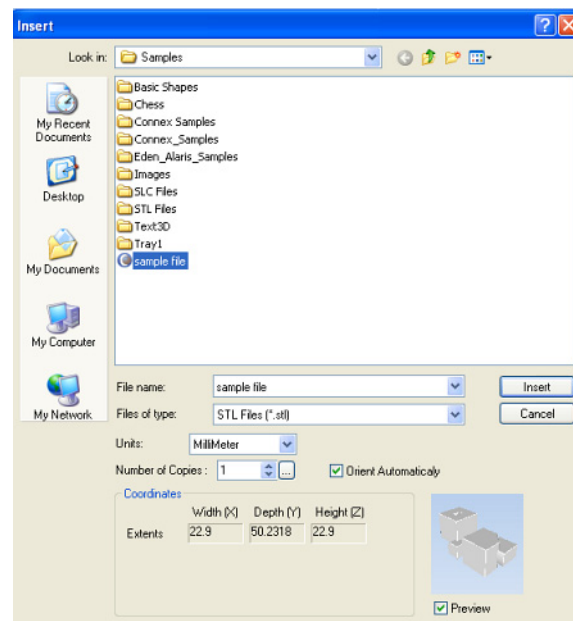 Insert
Look in: Samples
My Recent
Documents
Desktop
My Documents
My Computer
My Network
Basic Shapes
Chess
Connex Samples
Connex_Samples
Eden_Alaris_Samples
Images
SLC Files
STL Files
Text3D
Tray1
sample file
File name: sample file Insert
Files of type: STL Files (*.stl) Cancel
Units: MilliMeter
Number of Copies : 1 ... Orient Automaticaly
Coordinates
Width (X) Depth (Y) Height (Z)
Extents 22.9 50.2318 22.9
Preview